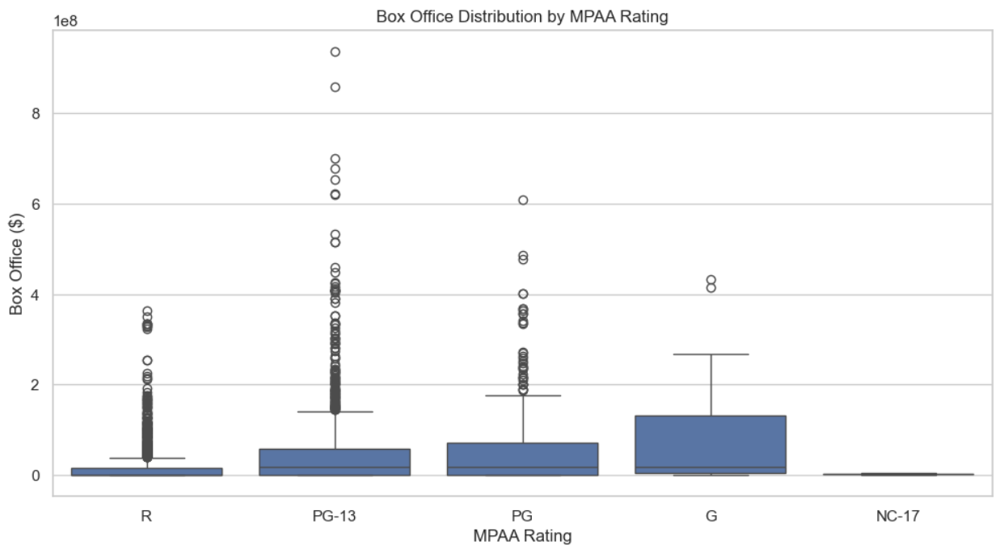 Box Office Distribution by MPAA Rating
1e8
8
6
4
2
0
Box Office ($)
R PG-13 PG G NC-17
MPAA Rating